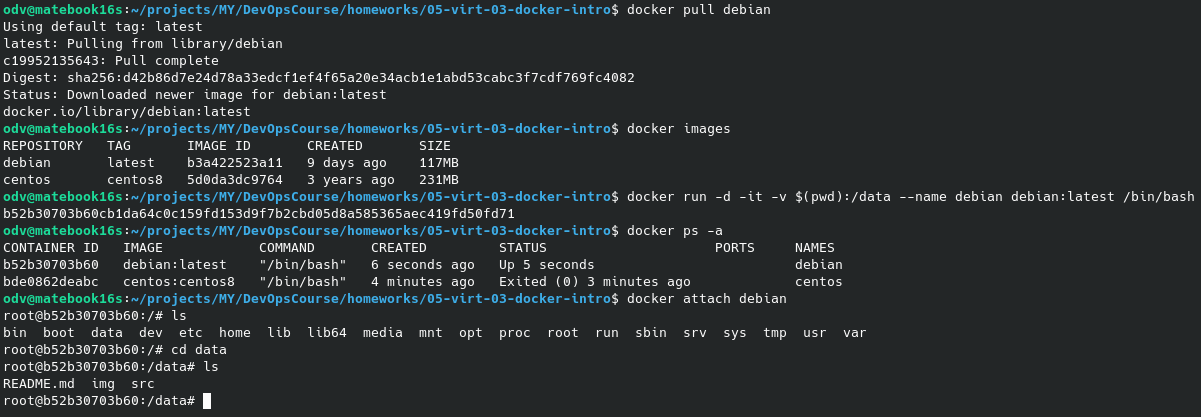 odv@matebook16s:~/projects/MY/DevOpsCourse/homeworks/05-virt-03-docker-intro$ docker pull debian
Using default tag: latest
latest: Pulling from library/debian
c19952135643: Pull complete
Digest: sha256:d42b86d7e24d78a33edcf1ef4f65a20e34acb1e1abd53cabc3f7cdf769fc4082
Status: Downloaded newer image for debian:latest
docker.io/library/debian:latest
odv@matebook16s:~/projects/MY/DevOpsCourse/homeworks/05-virt-03-docker-intro$ docker images
REPOSITORY   TAG       IMAGE ID       CREATED       SIZE
debian       latest    b3a422523a11   9 days ago    117MB
centos       centos8   5d0da3dc9764   3 years ago   231MB
odv@matebook16s:~/projects/MY/DevOpsCourse/homeworks/05-virt-03-docker-intro$ docker run -d -it -v $(pwd):/data --name debian debian:latest /bin/bash
b52b30703b60cb1da64c0c159fd153d9f7b2cbd05d8a585365aec419fd50fd71
odv@matebook16s:~/projects/MY/DevOpsCourse/homeworks/05-virt-03-docker-intro$ docker ps -a
CONTAINER ID   IMAGE            COMMAND       CREATED         STATUS                     PORTS     NAMES
b52b30703b60   debian:latest    "/bin/bash"   6 seconds ago   Up 5 seconds                         debian
bde0862deabc   centos:centos8   "/bin/bash"   4 minutes ago   Exited (0) 3 minutes ago             centos
odv@matebook16s:~/projects/MY/DevOpsCourse/homeworks/05-virt-03-docker-intro$ docker attach debian
root@b52b30703b60:/# ls
bin  boot  data  dev  etc  home  lib  lib64  media  mnt  opt  proc  root  run  sbin  srv  sys  tmp  usr  var
root@b52b30703b60:/# cd data
root@b52b30703b60:/data# ls
README.md  img  src
root@b52b30703b60:/data#